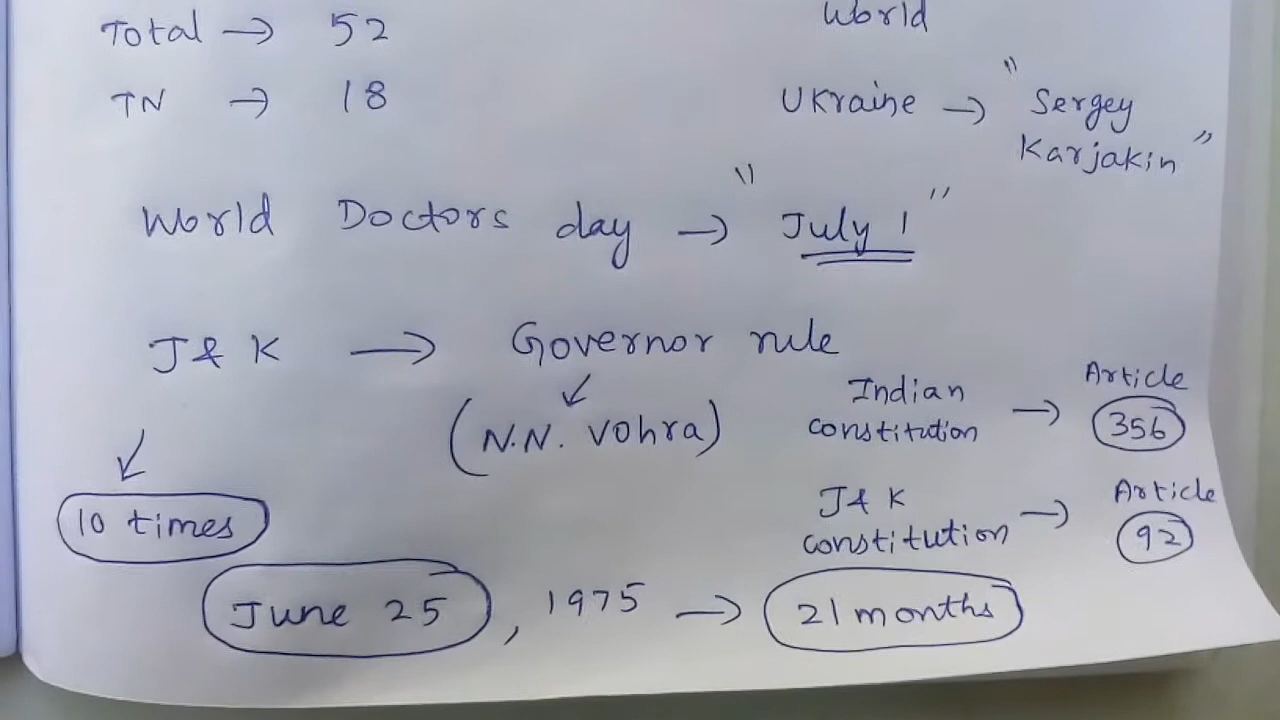 Total → 52
World
TN → 18
Ukraine → "Sergey
Karjakin"
World Doctors day → "July 1"
J & K → Governor rule
(N.N. Vohra)
Indian
constitution → Article
356
10 times
J & K
constitution → Article
92
June 25, 1975 → 21 months